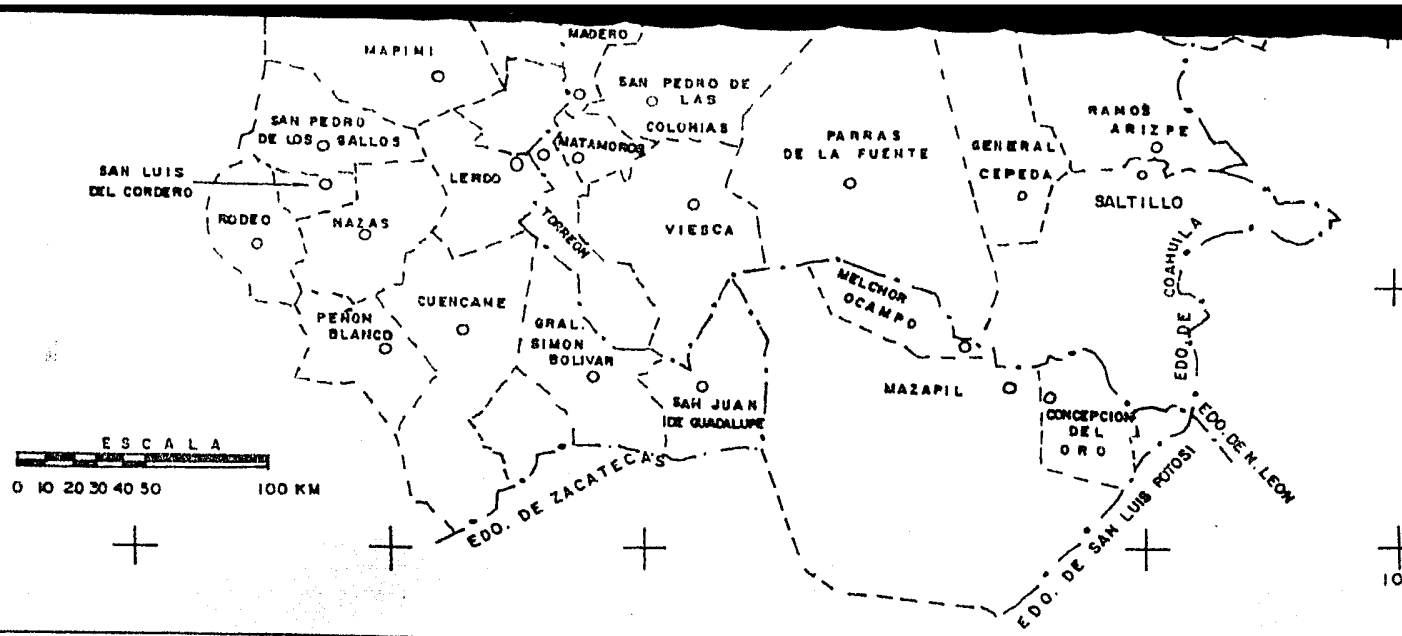 MADERO
MAPIMI
SAN PEDRO DE
LAS
COLONIAS
SAN PEDRO
DE LOS GALLOS
RAMOS
ARIZPE
MATAMOROS
PARRAS
DE LA FUENTE
GENERAL
CEPEDA
SAN LUIS
DEL CORDERO
LERDO
SALTILLO
RODEO
NAZAS
TORREON
VIESCA
EDO. DE COAHUILA
MELCHOR
OCAMPO
CUENCAME
PEÑON
BLANCO
GRAL.
SIMON
BOLIVAR
MAZAPIL
SAN JUAN
DE GUADALUPE
CONCEPCION
DEL
ORO
EDO. DE N. LEON
ESCALA
0 10 20 30 40 50 100 KM
EDO. DE ZACATECAS
EDO. DE SAN LUIS POTOSI
10